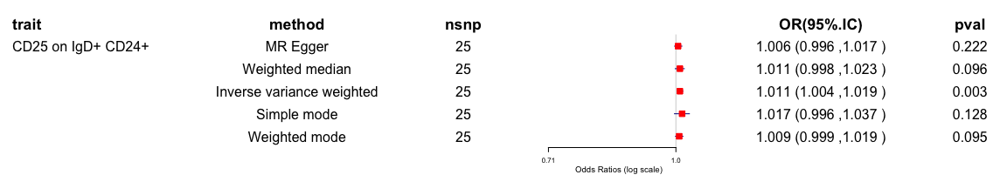 trait method nsnp OR(95%.IC) pval
CD25 on IgD+ CD24+ MR Egger 25 1.006 (0.996 ,1.017 ) 0.222
Weighted median 25 1.011 (0.998 ,1.023 ) 0.096
Inverse variance weighted 25 1.011 (1.004 ,1.019 ) 0.003
Simple mode 25 1.017 (0.996 ,1.037 ) 0.128
Weighted mode 25 1.009 (0.999 ,1.019 ) 0.095
0.71 1.0
Odds Ratios (log scale)